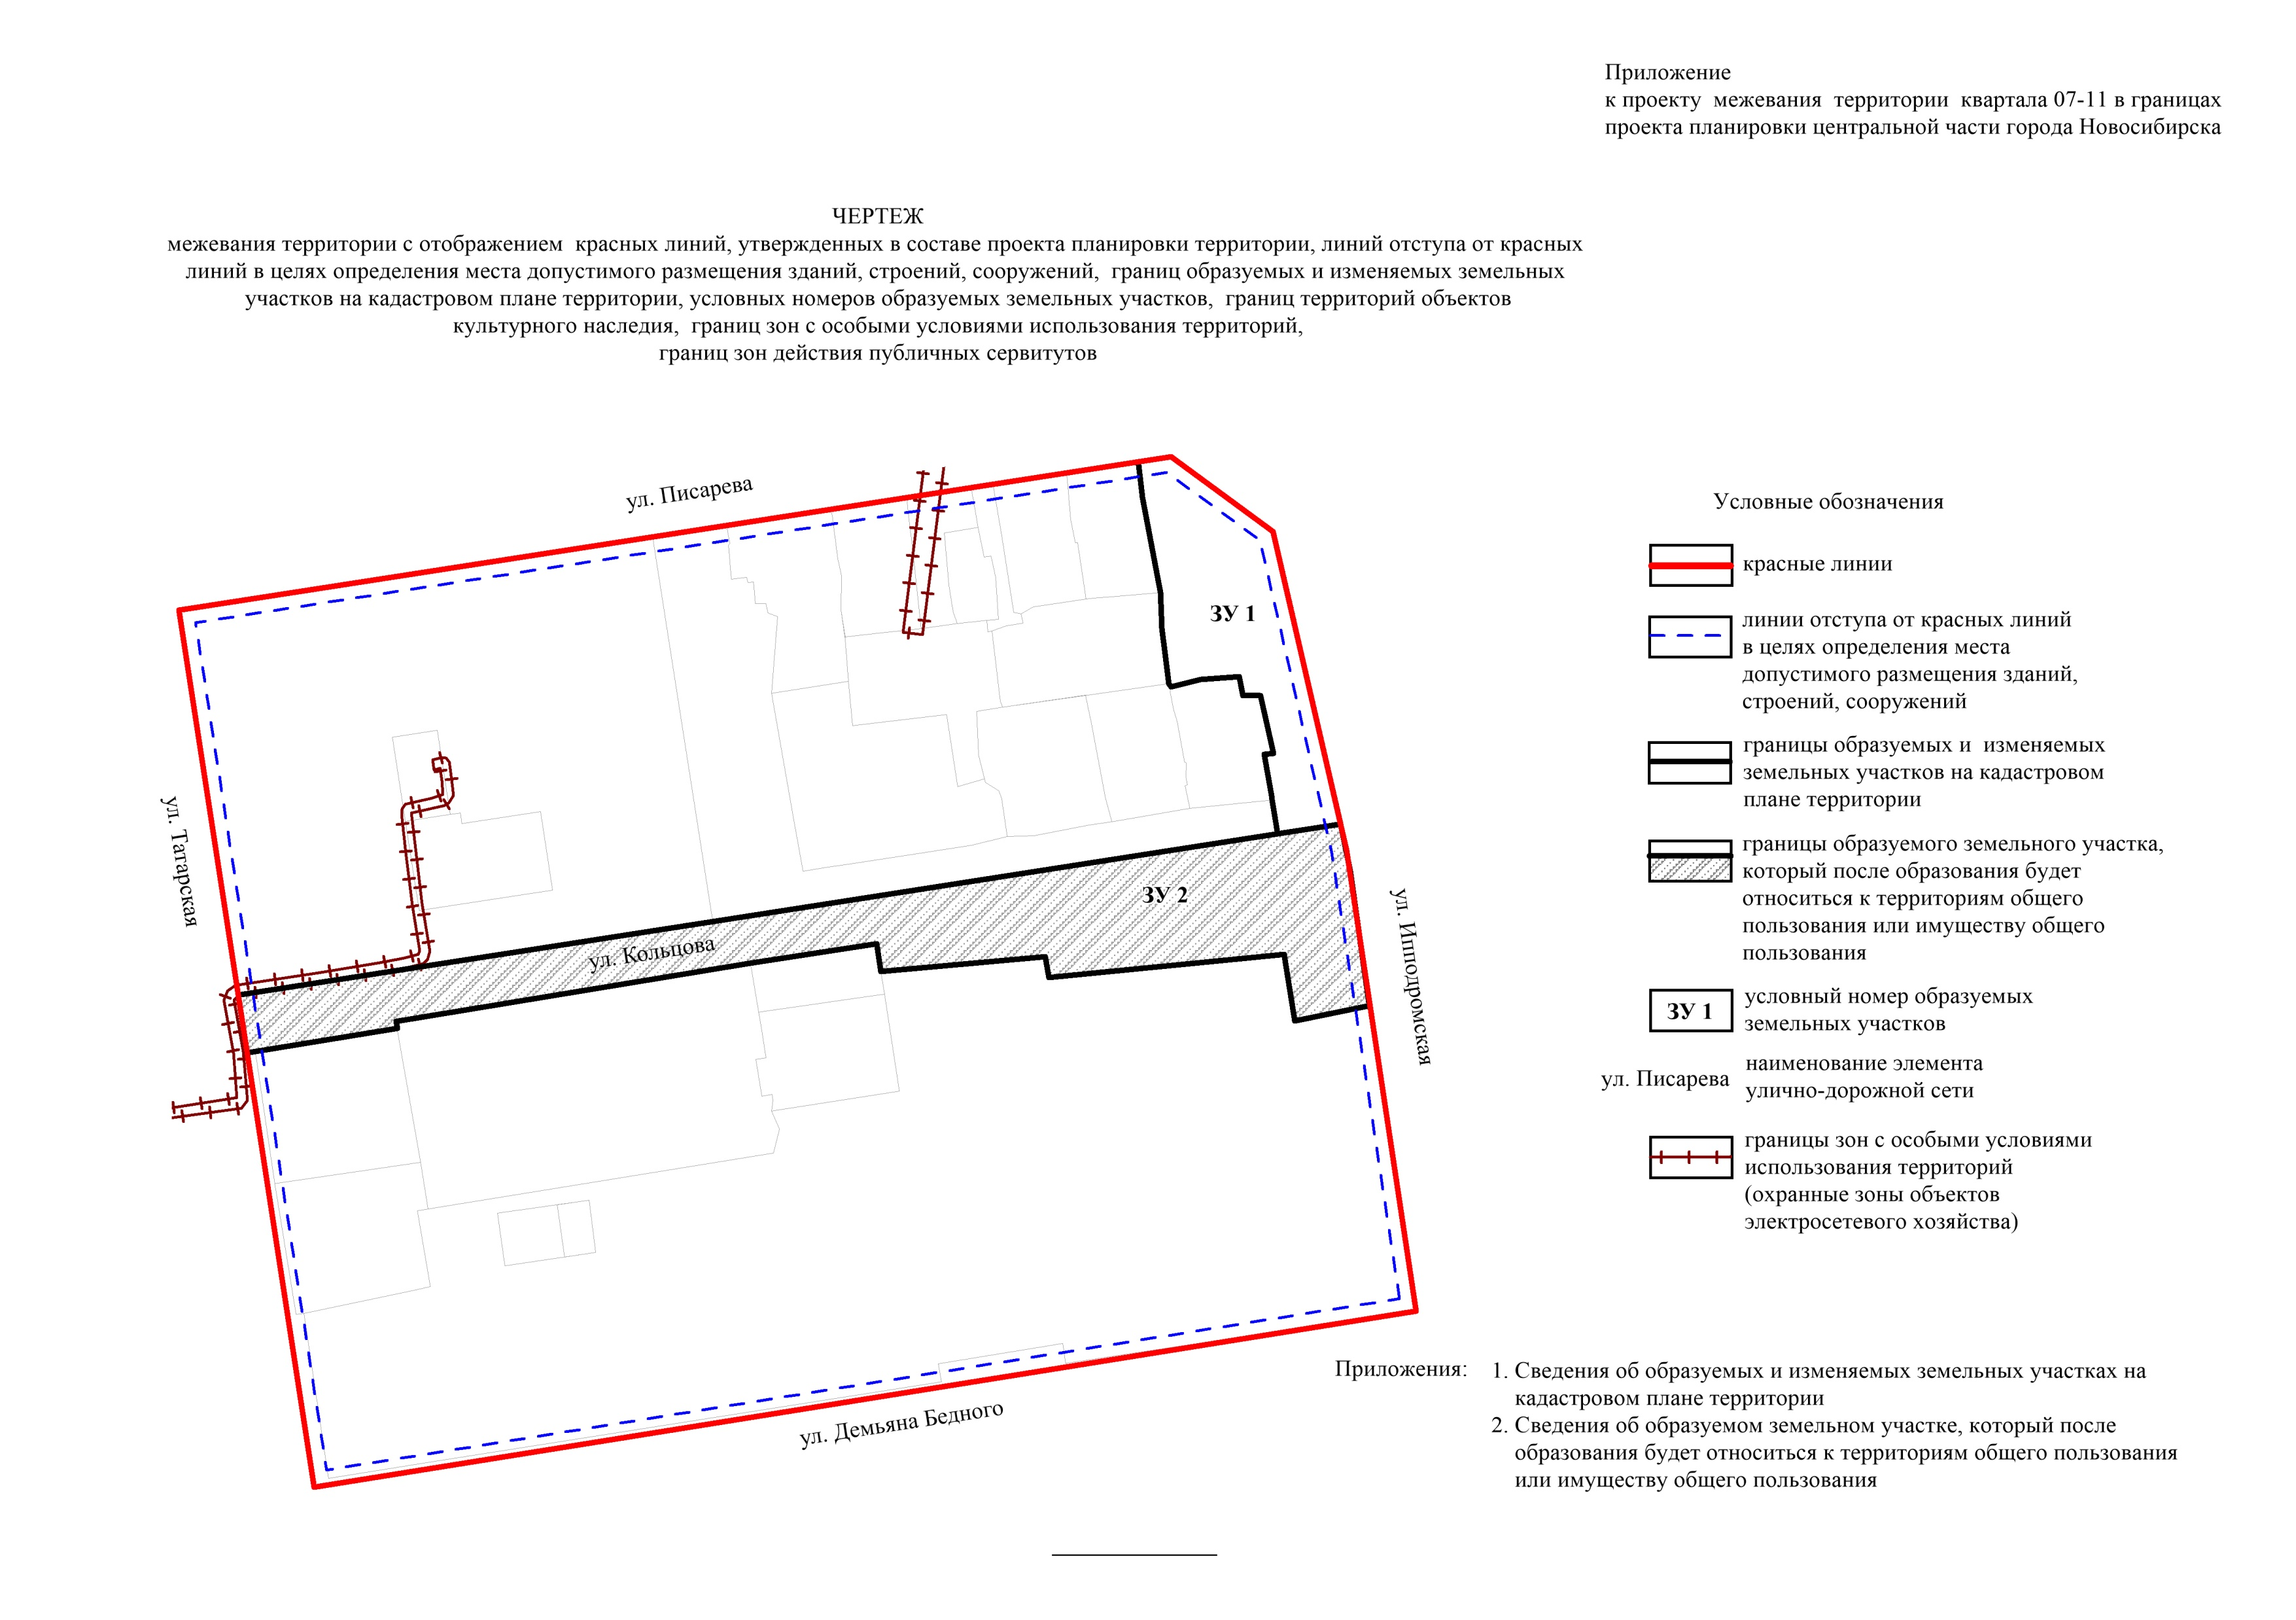 Приложение
к проекту межевания территории квартала 07-11 в границах
проекта планировки центральной части города Новосибирска
ЧЕРТЕЖ
межевания территории с отображением красных линий, утвержденных в составе проекта планировки территории, линий отступа от красных
линий в целях определения места допустимого размещения зданий, строений, сооружений, границ образуемых и изменяемых земельных
участков на кадастровом плане территории, условных номеров образуемых земельных участков, границ территорий объектов
культурного наследия, границ зон с особыми условиями использования территорий,
границ зон действия публичных сервитутов
ул. Писарева
ЗУ 1
ул. Татарская
ЗУ 2
ул. Кольцова
ул. Ипподромская
ул. Демьяна Бедного
Условные обозначения
красные линии
линии отступа от красных линий
в целях определения места
допустимого размещения зданий,
строений, сооружений
границы образуемых и изменяемых
земельных участков на кадастровом
плане территории
границы образуемого земельного участка,
который после образования будет
относиться к территориям общего
пользования или имуществу общего
пользования
ЗУ 1
условный номер образуемых
земельных участков
ул. Писарева
наименование элемента
улично-дорожной сети
границы зон с особыми условиями
использования территорий
(охранные зоны объектов
электросетевого хозяйства)
Приложения:
1. Сведения об образуемых и изменяемых земельных участках на
кадастровом плане территории
2. Сведения об образуемом земельном участке, который после
образования будет относиться к территориям общего пользования
или имуществу общего пользования